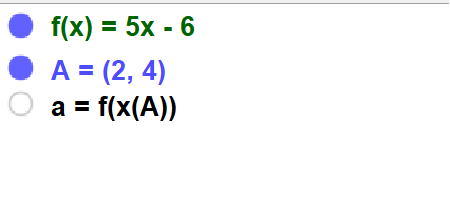 f(x) = 5x - 6
A = (2, 4)
a = f(x(A))